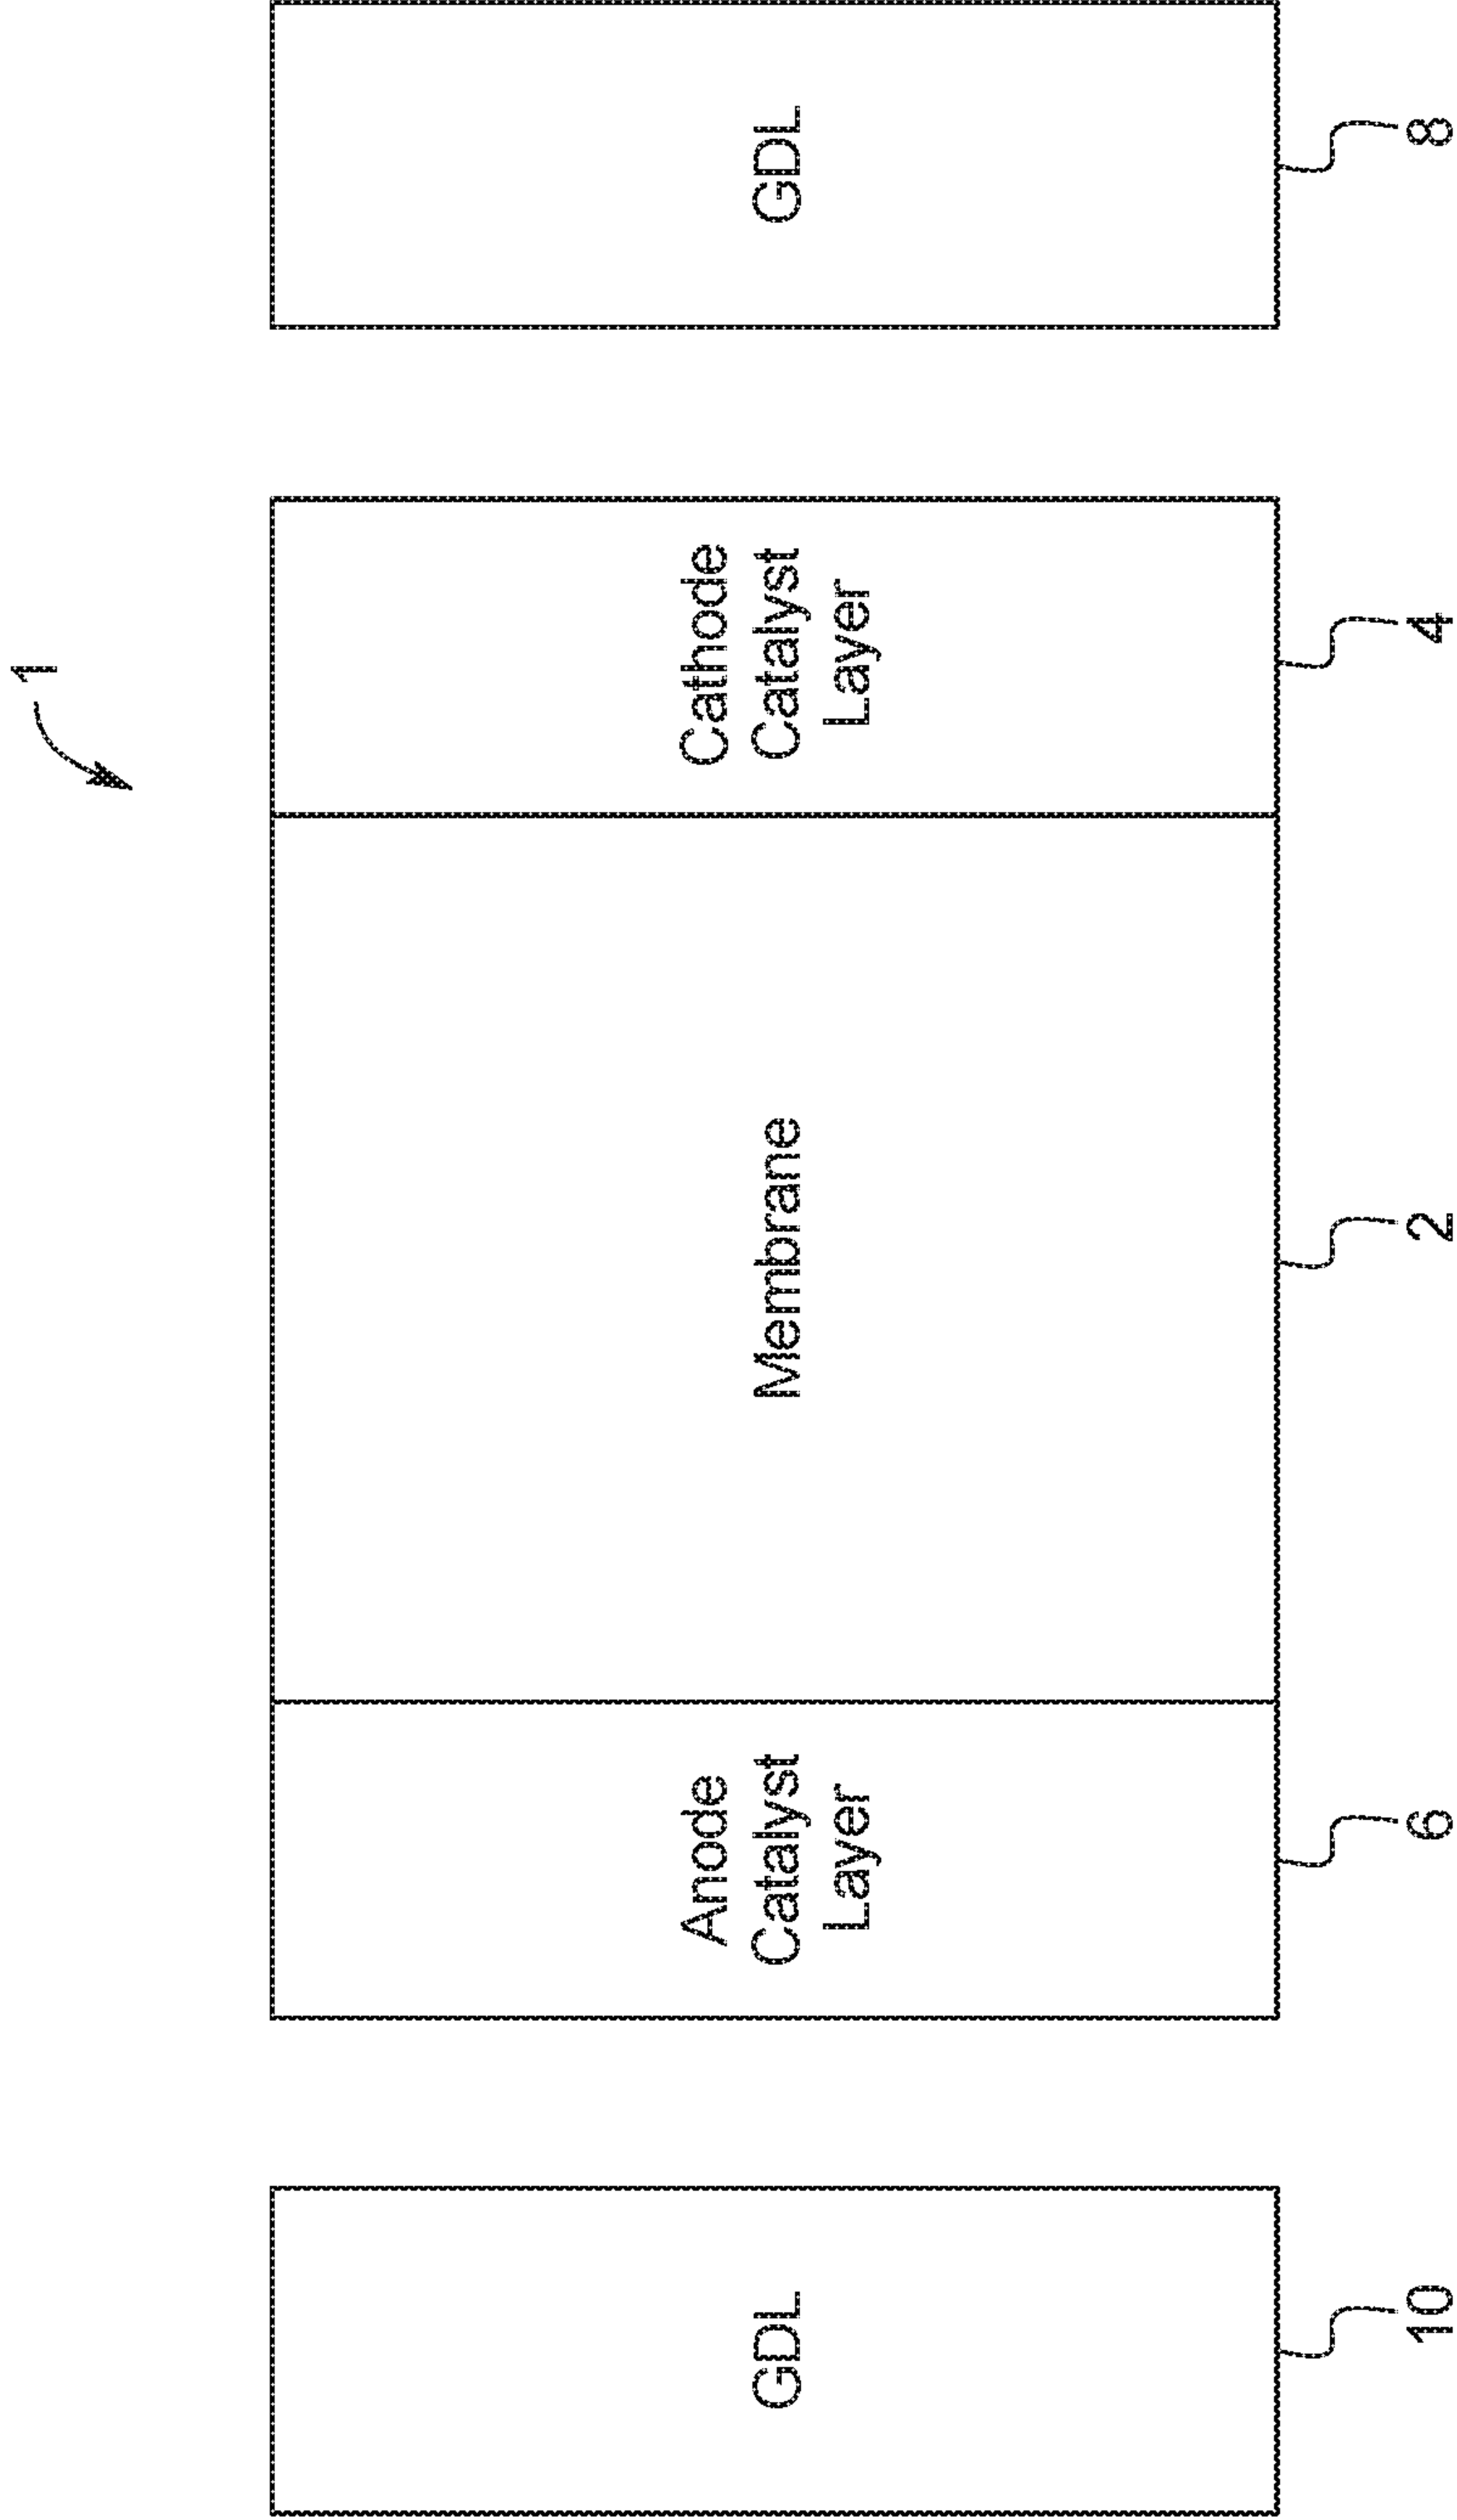 1
GDL
Anode
Catalyst
Layer
Membrane
Cathode
Catalyst
Layer
GDL
10
6
2
4
8